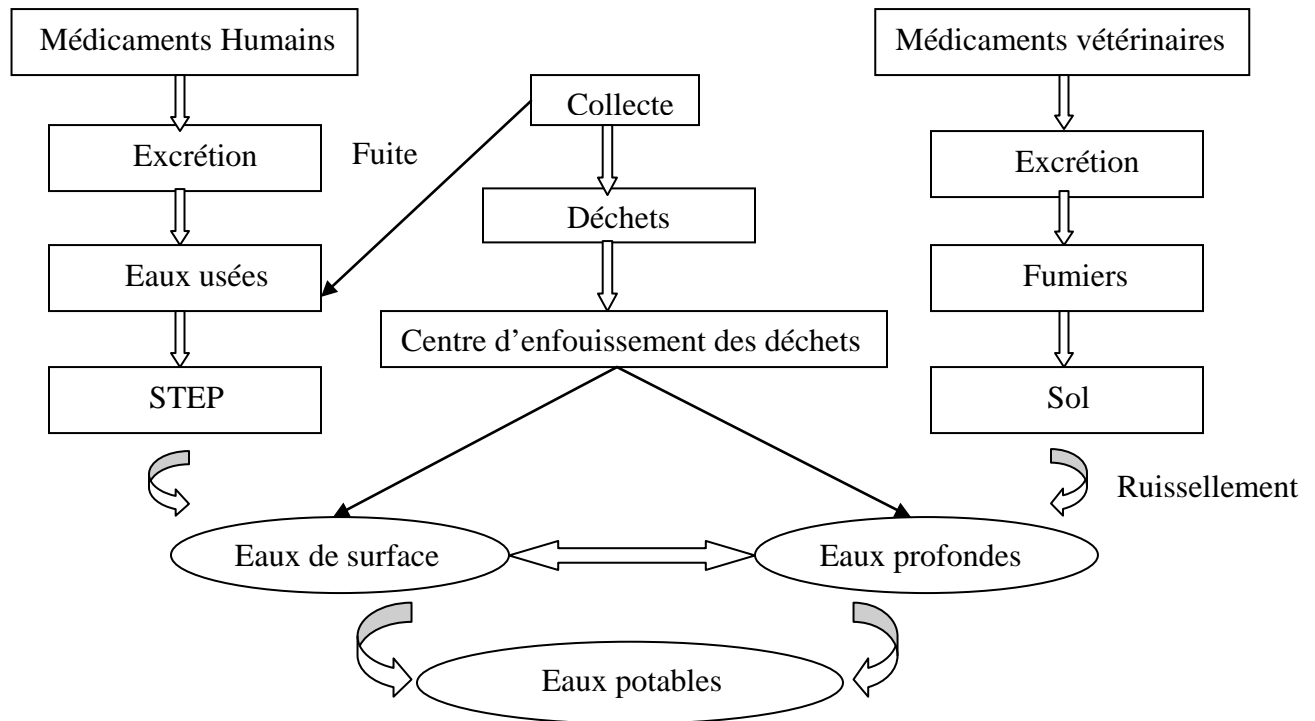 Médicaments Humains
Médicaments vétérinaires
Collecte
Excrétion
Fuite
Excrétion
Déchets
Eaux usées
Fumiers
Centre d’enfouissement des déchets
STEP
Sol
Ruissellement
Eaux de surface
Eaux profondes
Eaux potables